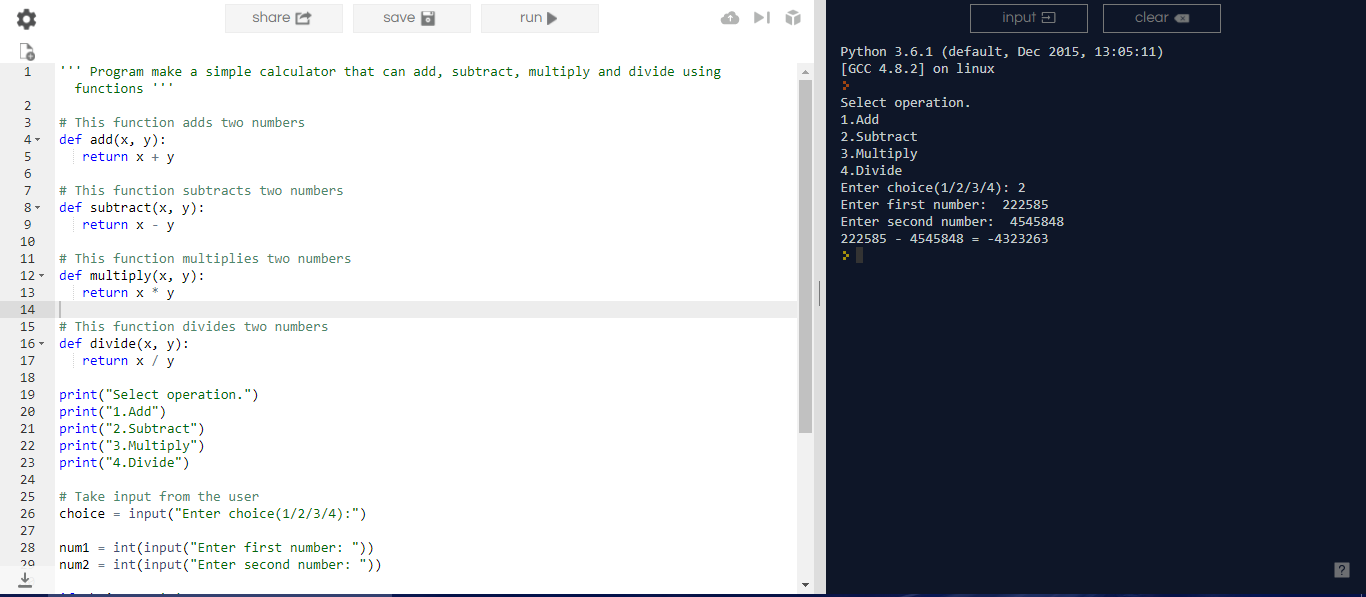 share
save
run
input
clear
1 ''' Program make a simple calculator that can add, subtract, multiply and divide using
functions '''
2
3 # This function adds two numbers
4 def add(x, y):
5 return x + y
6
7 # This function subtracts two numbers
8 def subtract(x, y):
9 return x - y
10
11 # This function multiplies two numbers
12 def multiply(x, y):
13 return x * y
14
15 # This function divides two numbers
16 def divide(x, y):
17 return x / y
18
19 print("Select operation.")
20 print("1.Add")
21 print("2.Subtract")
22 print("3.Multiply")
23 print("4.Divide")
24
25 # Take input from the user
26 choice = input("Enter choice(1/2/3/4):")
27
28 num1 = int(input("Enter first number: "))
29 num2 = int(input("Enter second number: "))
Python 3.6.1 (default, Dec 2015, 13:05:11)
[GCC 4.8.2] on linux
Select operation.
1.Add
2.Subtract
3.Multiply
4.Divide
Enter choice(1/2/3/4): 2
Enter first number:  222585
Enter second number:  4545848
222585 - 4545848 = -4323263
?